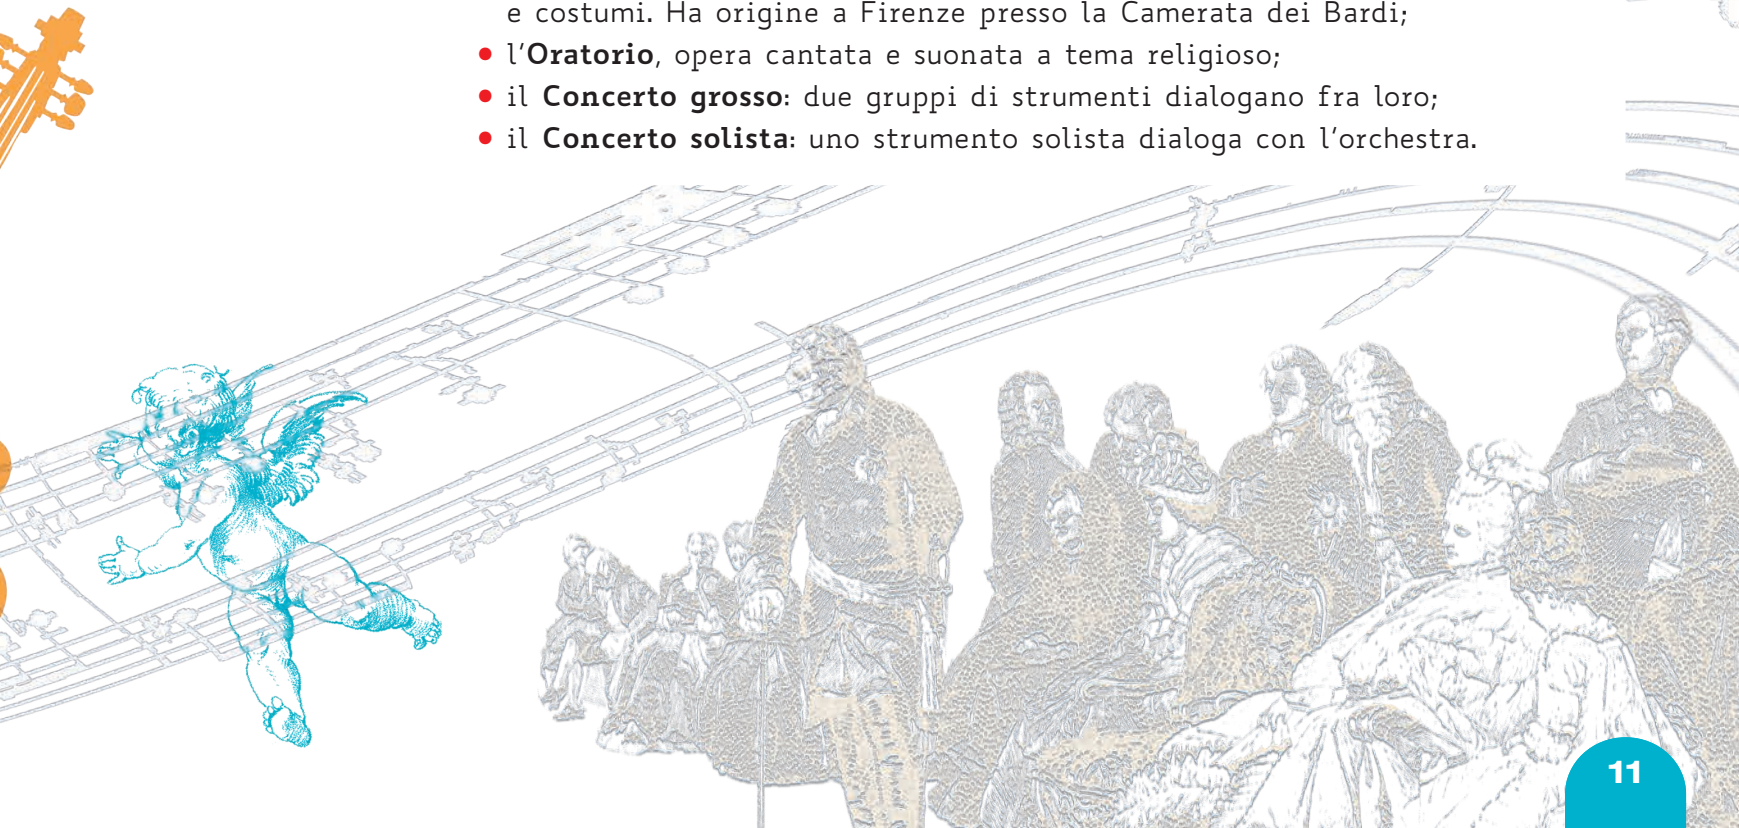 e costumi. Ha origine a Firenze presso la Camerata dei Bardi;
• l'Oratorio, opera cantata e suonata a tema religioso;
• il Concerto grosso: due gruppi di strumenti dialogano fra loro;
• il Concerto solista: uno strumento solista dialoga con l'orchestra.
11